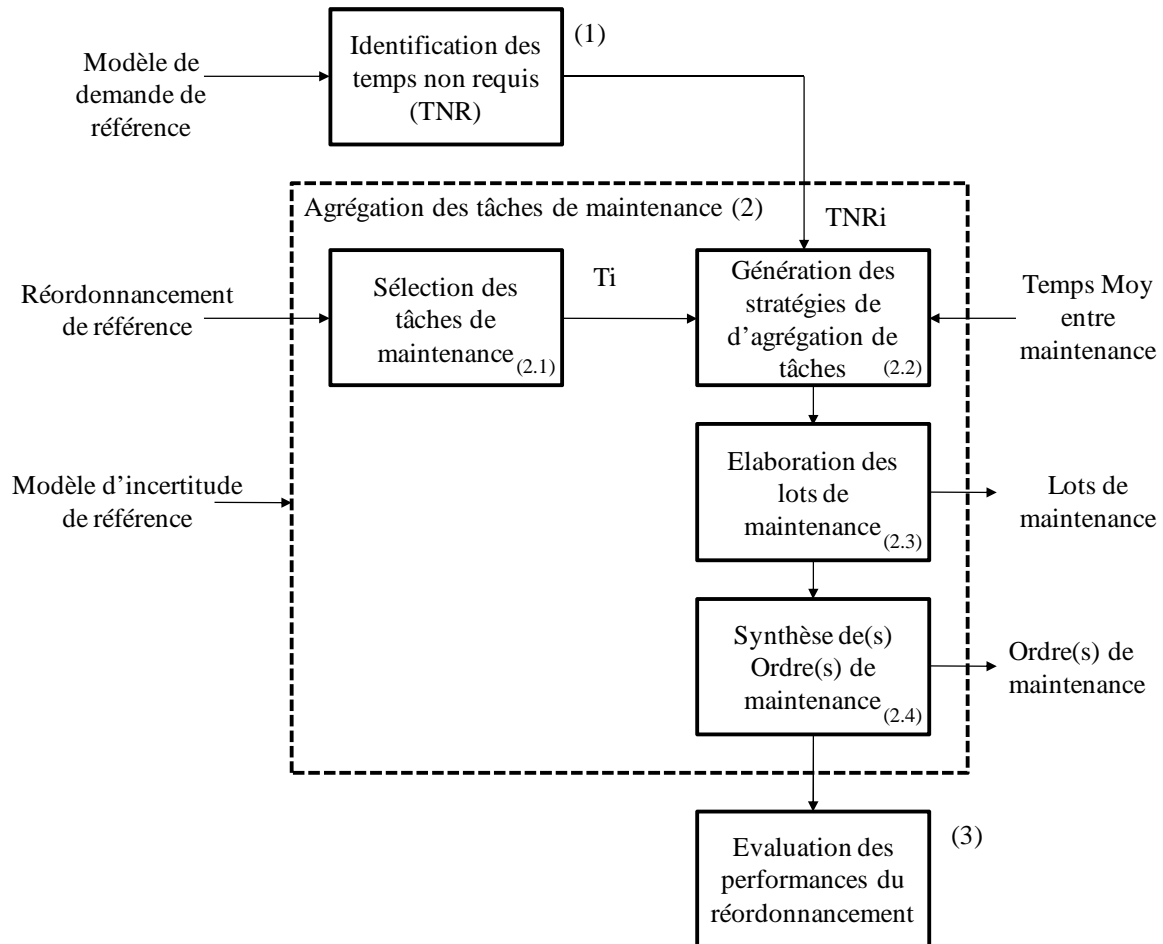 Modèle de
demande de
référence
Identification des
temps non requis
(TNR)
(1)
Agrégation des tâches de maintenance (2)
TNRi
Réordonnancement
de référence
Sélection des
tâches de
maintenance
(2.1)
Ti
Génération des
stratégies de
d’agrégation de
tâches
(2.2)
Temps Moy
entre
maintenance
Modèle d’incertitude
de référence
Elaboration des
lots de
maintenance
(2.3)
Lots de
maintenance
Synthèse de(s)
Ordre(s) de
maintenance
(2.4)
Ordre(s) de
maintenance
Evaluation des
performances du
réordonnancement
(3)